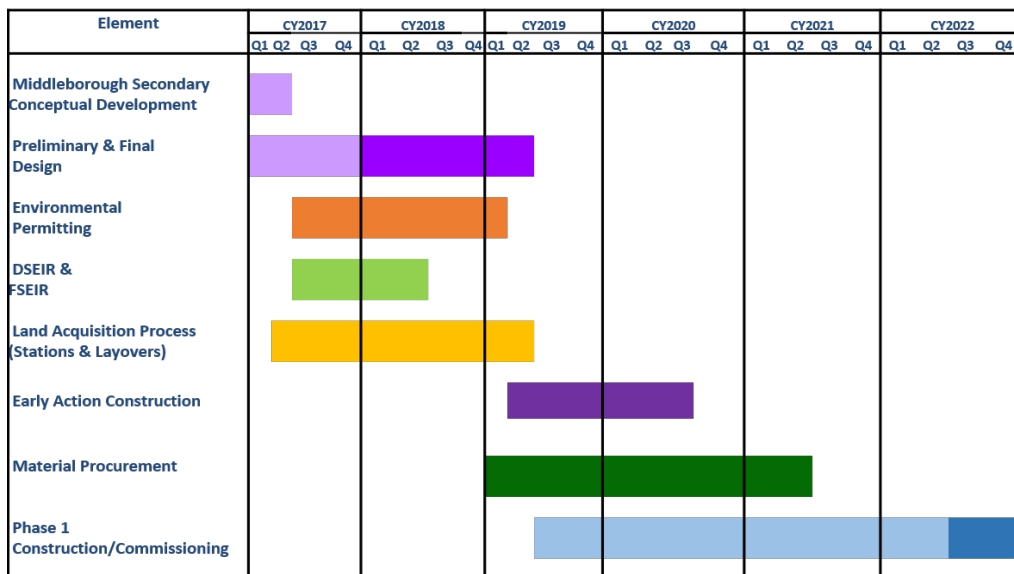 Element
CY2017 CY2018 CY2019 CY2020 CY2021 CY2022
Q1 Q2 Q3 Q4 Q1 Q2 Q3 Q4 Q1 Q2 Q3 Q4 Q1 Q2 Q3 Q4 Q1 Q2 Q3 Q4 Q1 Q2 Q3 Q4
Middleborough Secondary
Conceptual Development
Preliminary & Final
Design
Environmental
Permitting
DSEIR &
FSEIR
Land Acquisition Process
(Stations & Layovers)
Early Action Construction
Material Procurement
Phase 1
Construction/Commissioning